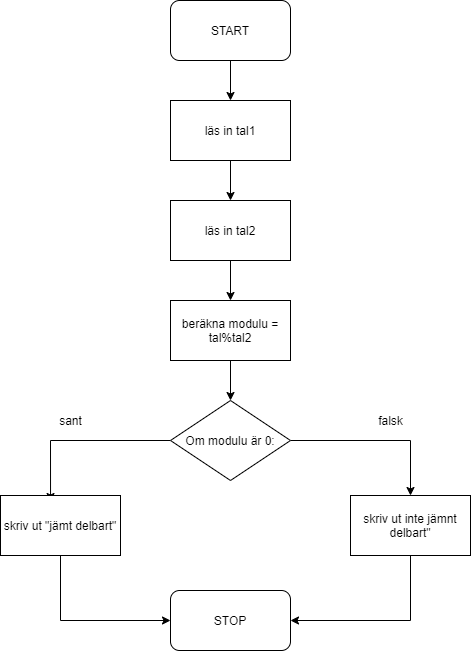 START
läs in tal1
läs in tal2
beräkna modulu =
tal%tal2
sant
falsk
Om modulu är 0:
skriv ut "jämt delbart"
skriv ut inte jämnt
delbart"
STOP